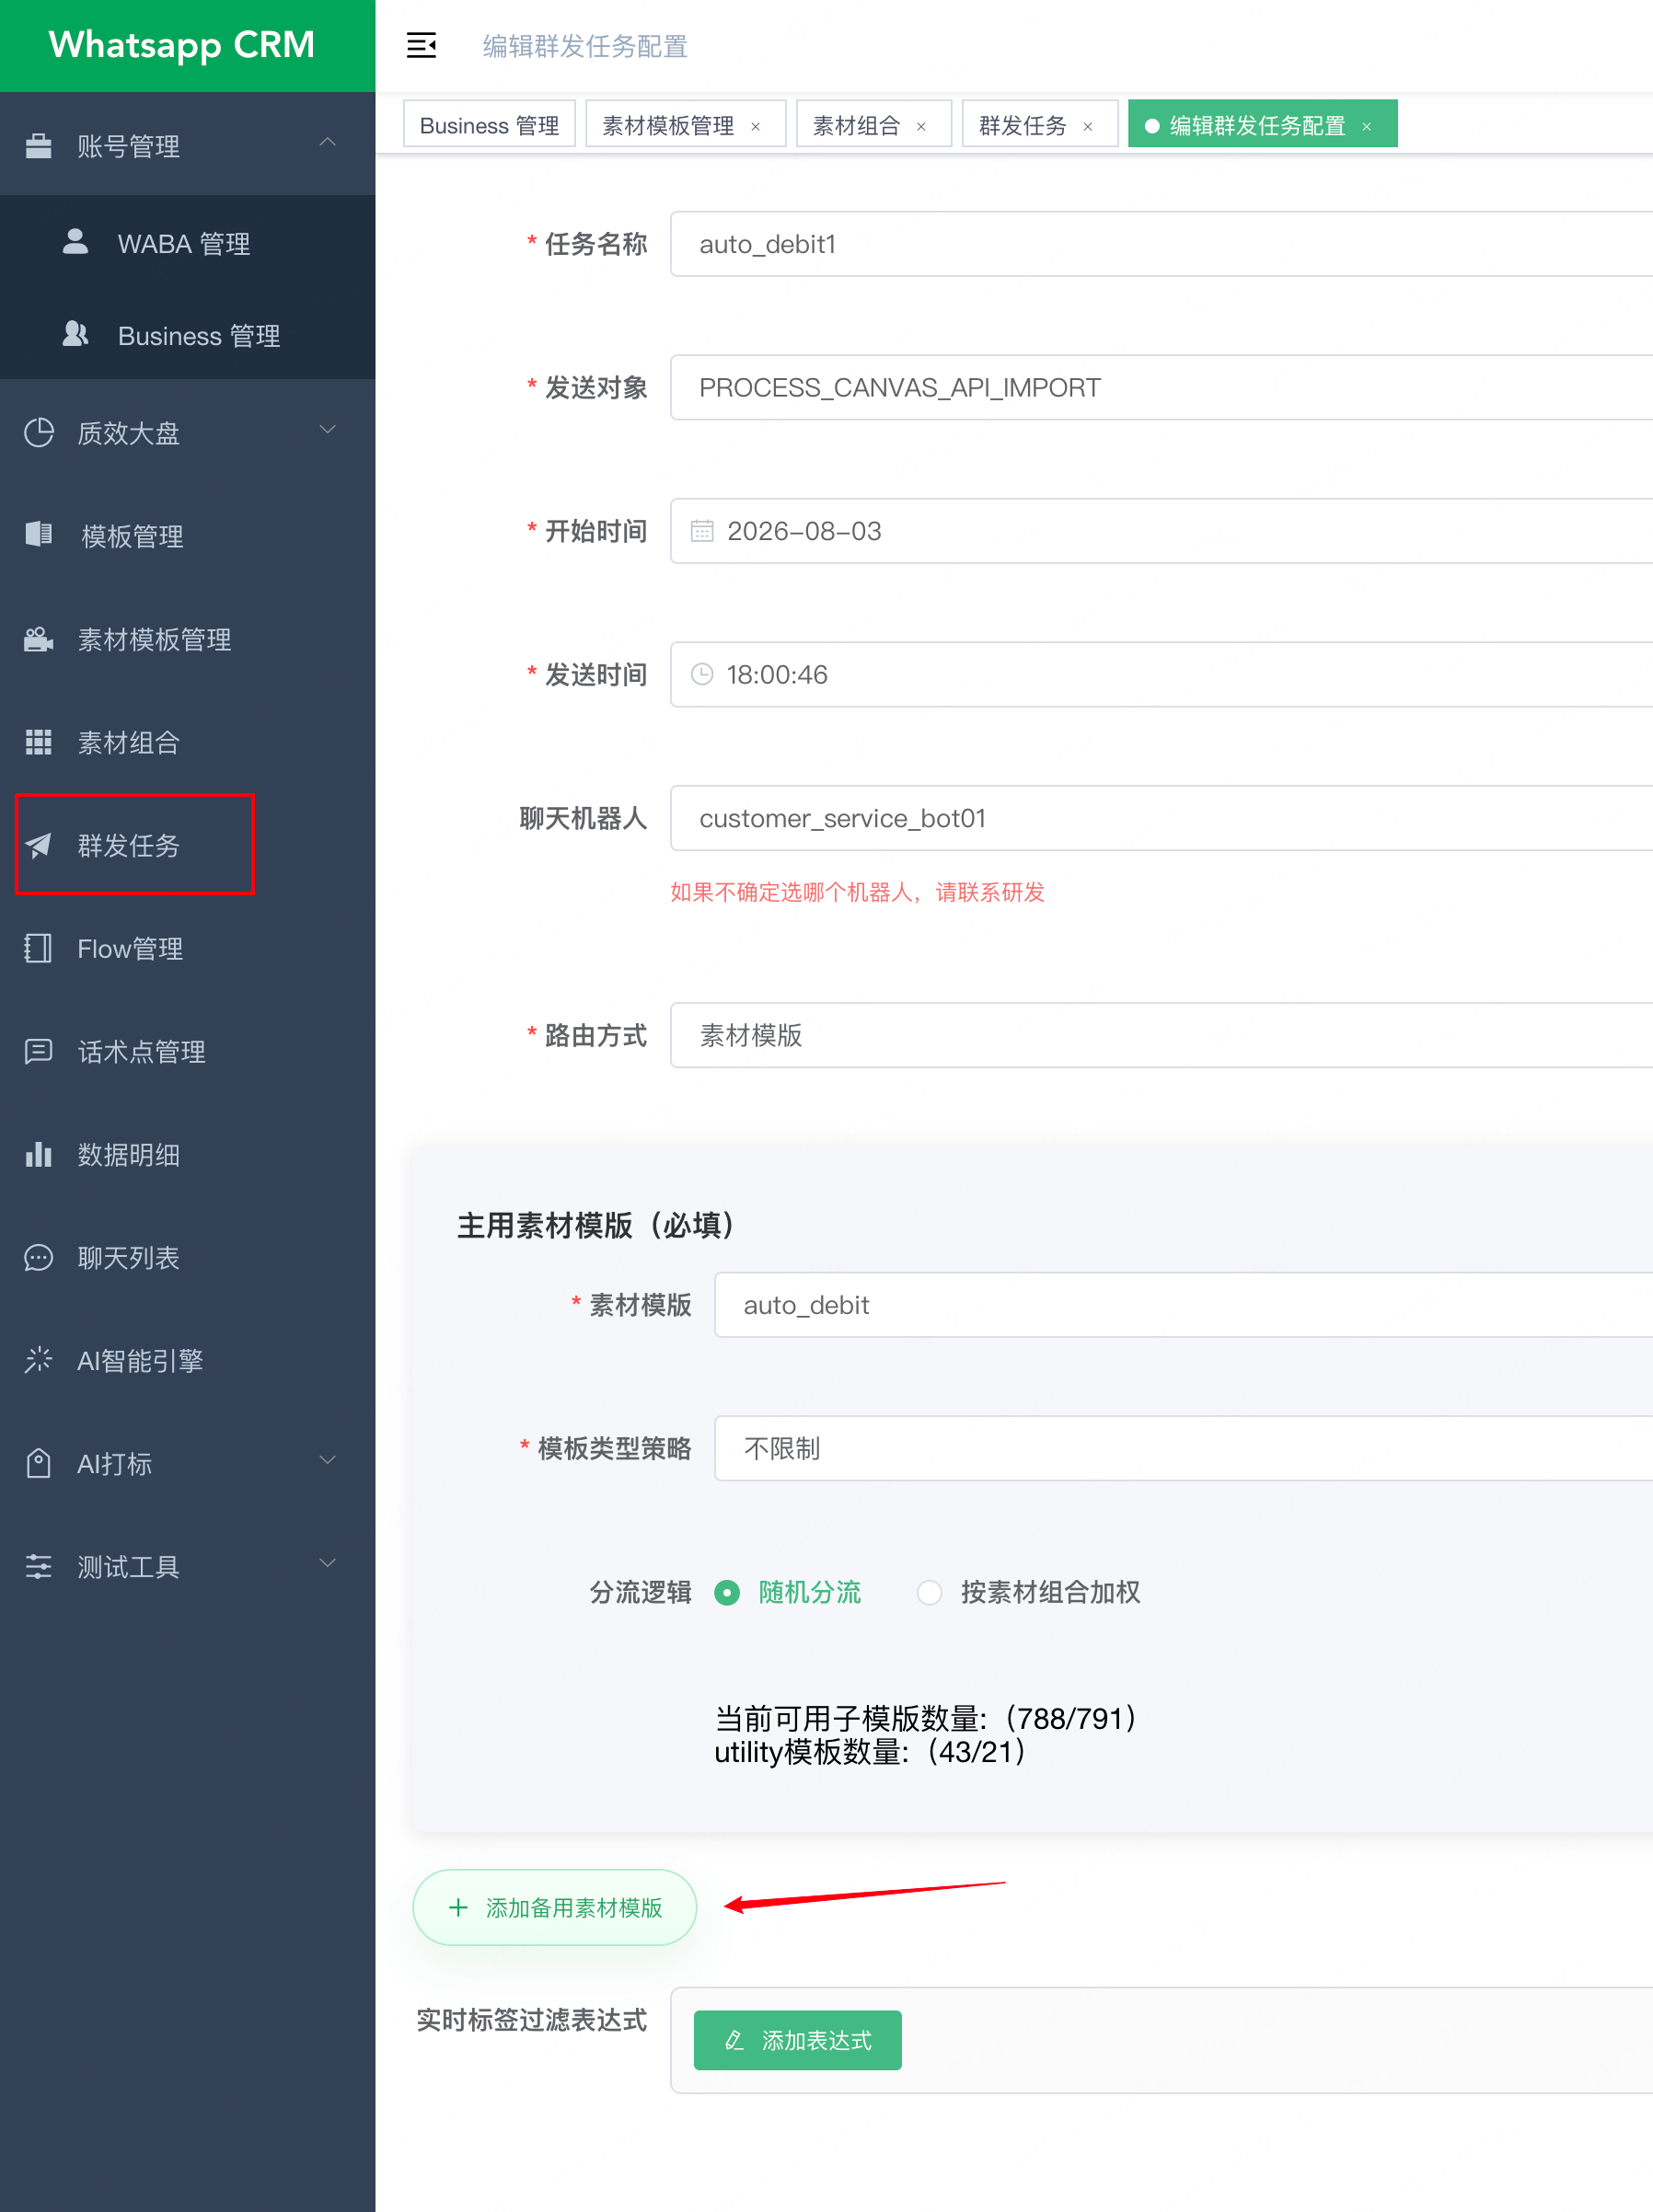 Whatsapp CRM
编辑群发任务配置
Business 管理
素材模板管理 ×
素材组合 ×
群发任务 ×
编辑群发任务配置 ×
账号管理
WABA 管理
Business 管理
质效大盘
模板管理
素材模板管理
素材组合
群发任务
Flow管理
话术点管理
数据明细
聊天列表
AI智能引擎
AI打标
测试工具
* 任务名称 auto_debit1
* 发送对象 PROCESS_CANVAS_API_IMPORT
* 开始时间 2026-08-03
* 发送时间 18:00:46
聊天机器人 customer_service_bot01
如果不确定选哪个机器人，请联系研发
* 路由方式 素材模版
主用素材模版（必填）
* 素材模版 auto_debit
* 模板类型策略 不限制
分流逻辑 随机分流 按素材组合加权
当前可用子模版数量:（788/791）
utility模板数量:（43/21）
+ 添加备用素材模版
实时标签过滤表达式 添加表达式